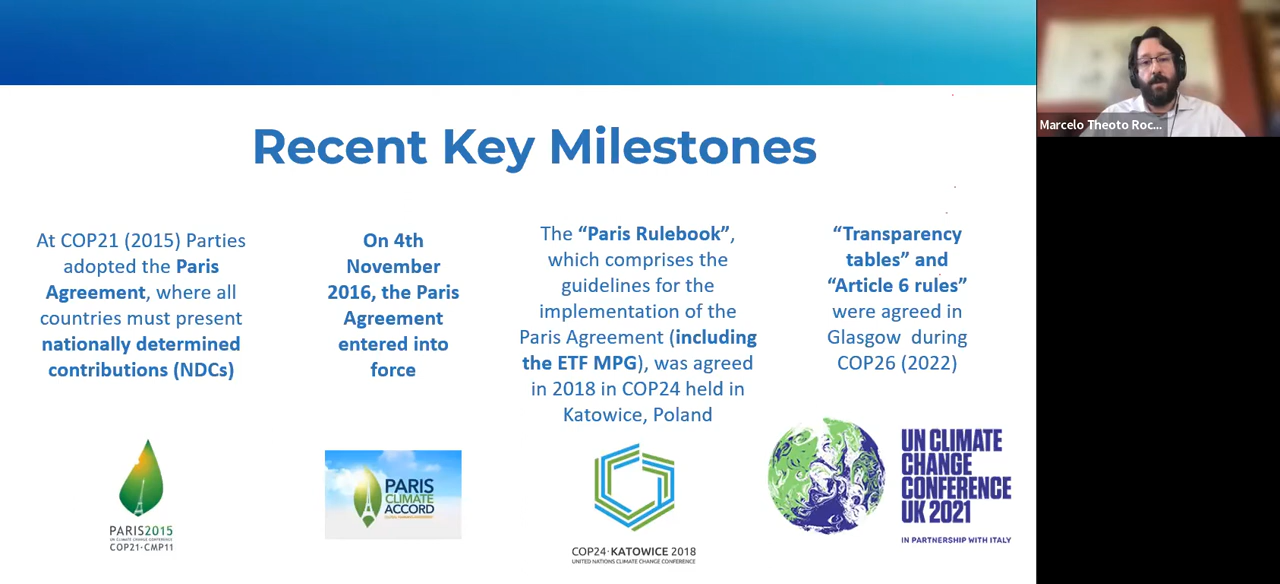 Recent Key Milestones
At COP21 (2015) Parties
adopted the Paris
Agreement, where all
countries must present
nationally determined
contributions (NDCs)
On 4th
November
2016, the Paris
Agreement
entered into
force
The “Paris Rulebook”,
which comprises the
guidelines for the
implementation of the
Paris Agreement (including
the ETF MPG), was agreed
in 2018 in COP24 held in
Katowice, Poland
“Transparency
tables” and
“Article 6 rules”
were agreed in
Glasgow during
COP26 (2022)
PARIS2015
UN CLIMATE CHANGE CONFERENCE
COP21·CMP11
PARIS
CLIMATE
ACCORD
COP24·KATOWICE 2018
UNITED NATIONS CLIMATE CHANGE CONFERENCE
UN CLIMATE
CHANGE
CONFERENCE
UK 2021
IN PARTNERSHIP WITH ITALY
Marcelo Theoto Roc...